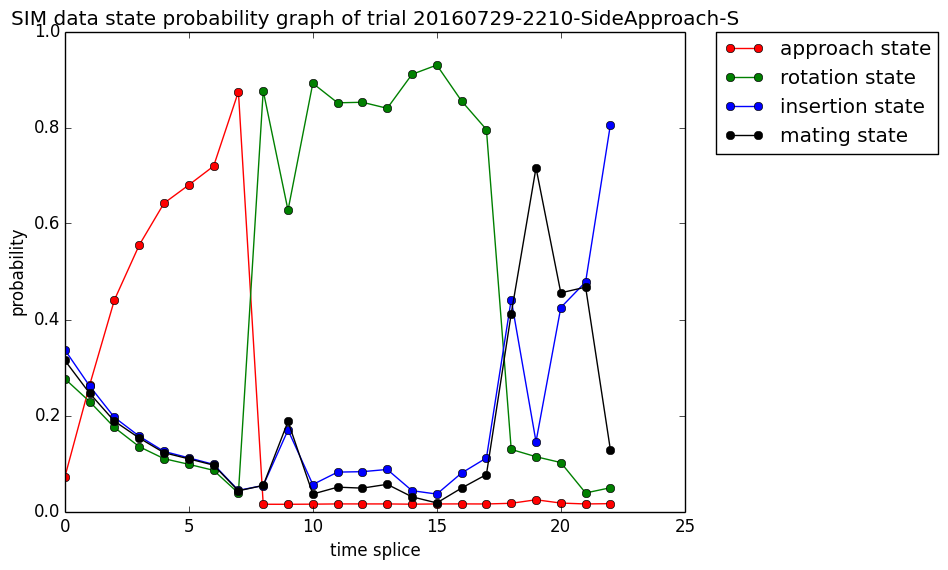 SIM data state probability graph of trial 20160729-2210-SideApproach-S
1.0
0.8
0.6
0.4
0.2
0.0
probability
0
5
10
15
20
25
time splice
approach state
rotation state
insertion state
mating state